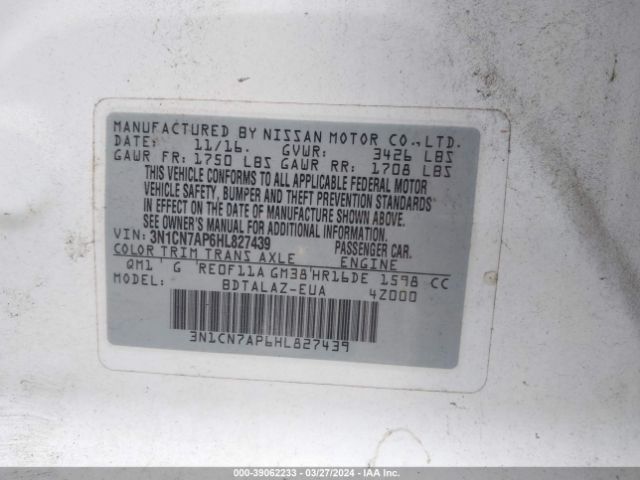 MANUFACTURED BY NISSAN MOTOR CO., LTD.
DATE: 11/16. GVWR: 3426 LBS
GAWR FR: 1750 LBS GAWR RR: 1708 LBS
THIS VEHICLE CONFORMS TO ALL APPLICABLE FEDERAL MOTOR
VEHICLE SAFETY, BUMPER AND THEFT PREVENTION STANDARDS
IN EFFECT ON THE DATE OF MANUFACTURE SHOWN ABOVE.
SEE OWNER'S MANUAL FOR ADDITIONAL INFORMATION.
VIN: 3N1CN7AP6HL827439 PASSENGER CAR.
COLOR TRIM TRANS AXLE ENGINE
QM1 G RE0F11A GM38 HR16DE 1598 CC
MODEL: BDTALAZ-EUA 4Z000
3N1CN7AP6HL827439
000-39062233 - 03/27/2024 - IAA Corp.